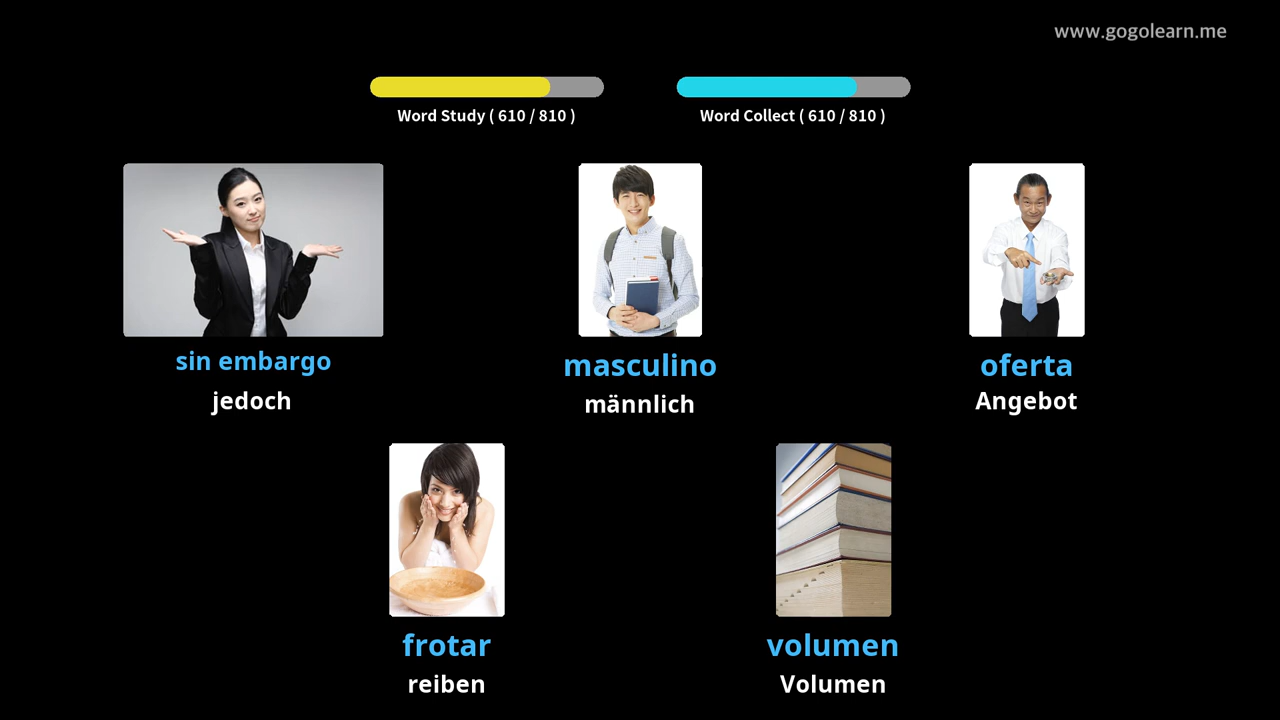 www.gogolearn.me
Word Study ( 610 / 810 )
Word Collect ( 610 / 810 )
sin embargo
jedoch
masculino
männlich
oferta
Angebot
frotar
reiben
volumen
Volumen